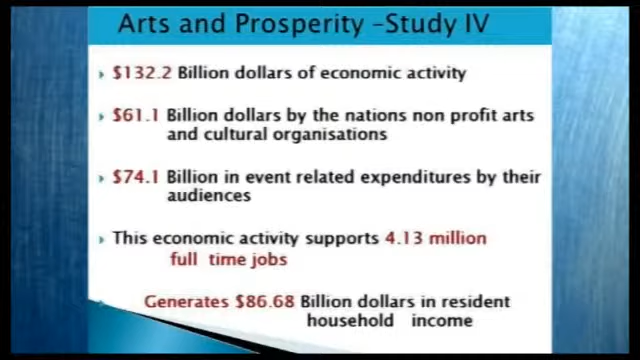 Arts and Prosperity –Study IV
$132.2 Billion dollars of economic activity
$61.1 Billion dollars by the nations non profit arts
and cultural organisations
$74.1 Billion in event related expenditures by their
audiences
This economic activity supports 4.13 million
full time jobs
Generates $86.68 Billion dollars in resident
household income